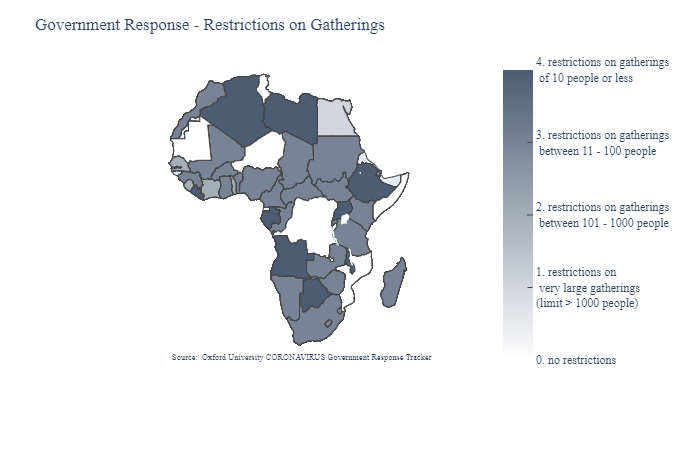 Government Response - Restrictions on Gatherings
4. restrictions on gatherings
of 10 people or less
3. restrictions on gatherings
between 11 - 100 people
2. restrictions on gatherings
between 101 - 1000 people
1. restrictions on
very large gatherings
(limit > 1000 people)
0. no restrictions
Source: Oxford University CORONAVIRUS Government Response Tracker